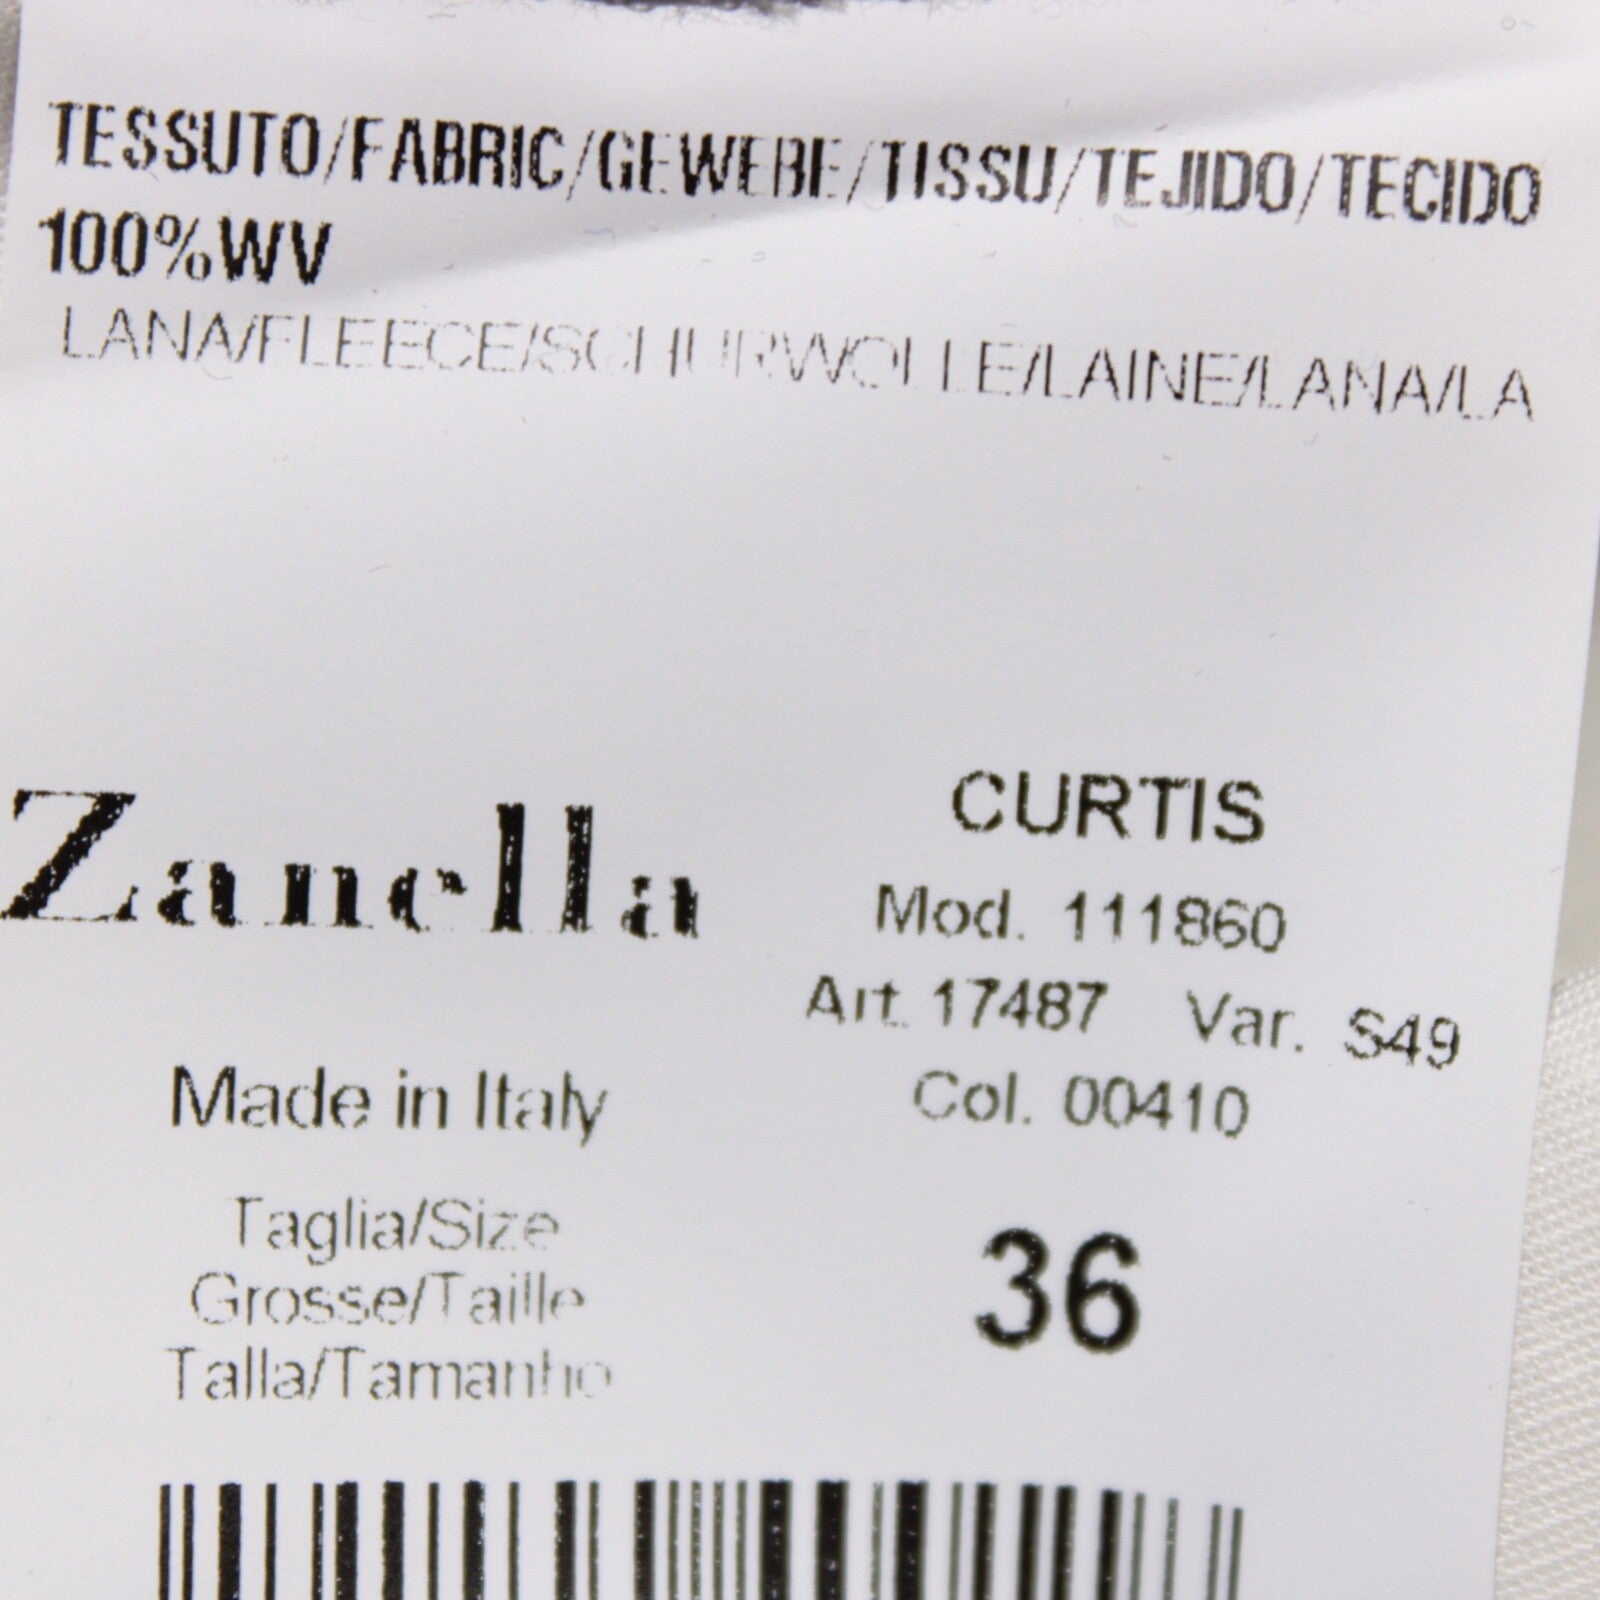 TESSUTO/FABRIC/GEWEBE/TISSU/TEJIDO/TECIDO
100%WV
LANA/FLEECE/SCHURWOLLE/LAINE/LANA/LA
Zanella
CURTIS
Mod. 111860
Art. 17487 Var. S49
Col. 00410
Made in Italy
Taglia/Size
Grosse/Taille
Talla/Tamanho
36